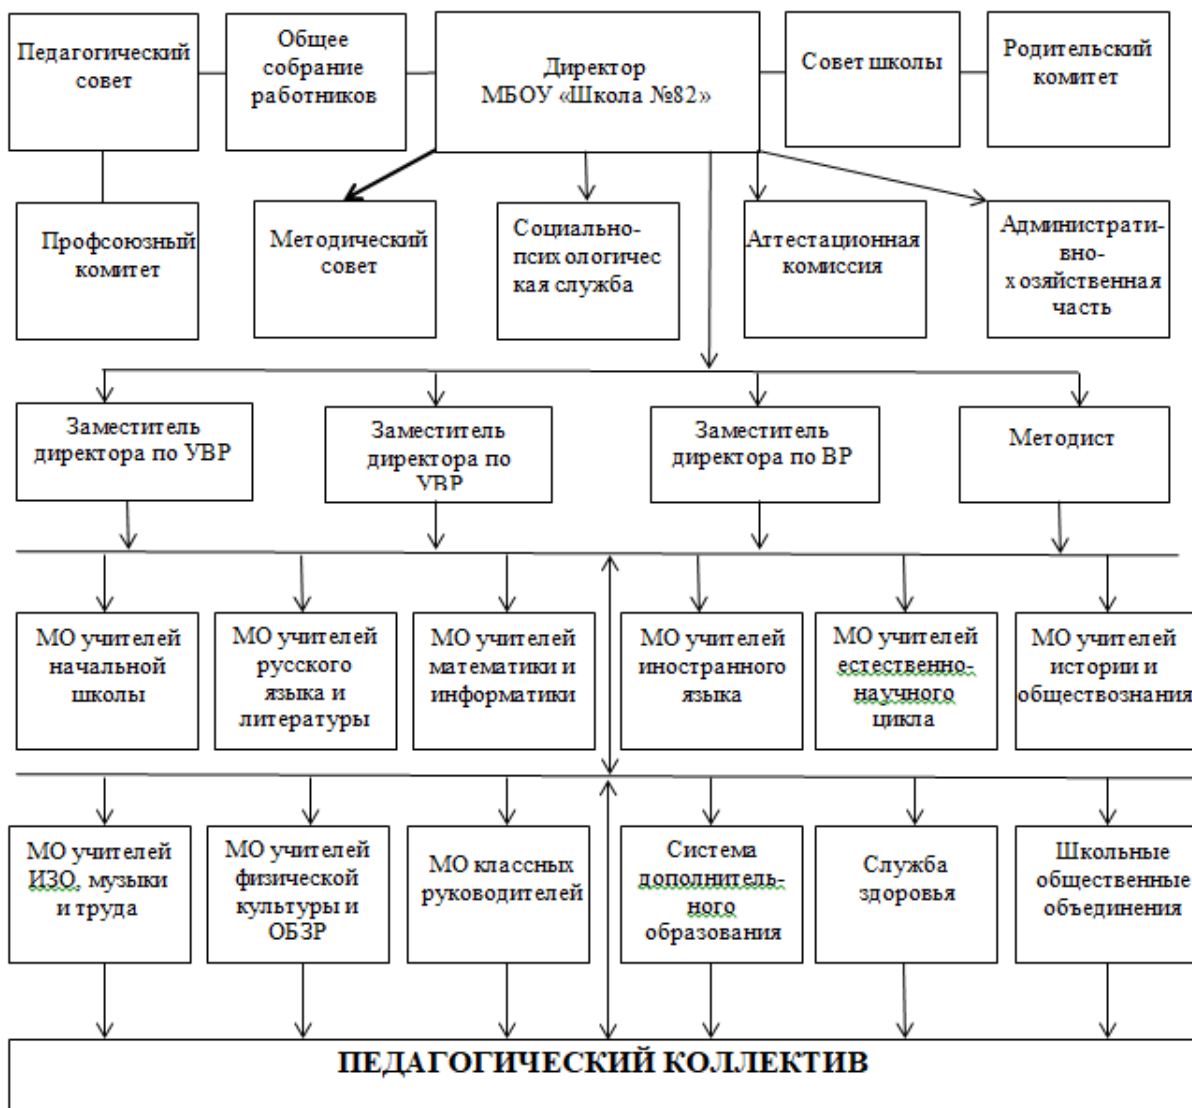 Педагогический
совет
Общее
собрание
работников
Директор
МБОУ «Школа №82»
Совет школы
Родительский
комитет
Профсоюзный
комитет
Методический
совет
Социально-
психологичес
кая служба
Аттестационная
комиссия
Административ-
вно-
хозяйственная
часть
Заместитель
директора по УВР
Заместитель
директора по
УВР
Заместитель
директора по ВР
Методист
МО учителей
начальной
школы
МО учителей
русского
языка и
литературы
МО учителей
математики и
информатики
МО учителей
иностранного
языка
МО учителей
естественно-
научного
цикла
МО учителей
истории и
обществознания
МО учителей
ИЗО, музыки
и труда
МО учителей
физической
культуры и
ОБЗР
МО классных
руководителей
Система
дополнитель-
ного
образования
Служба
здоровья
Школьные
общественные
объединения
ПЕДАГОГИЧЕСКИЙ КОЛЛЕКТИВ